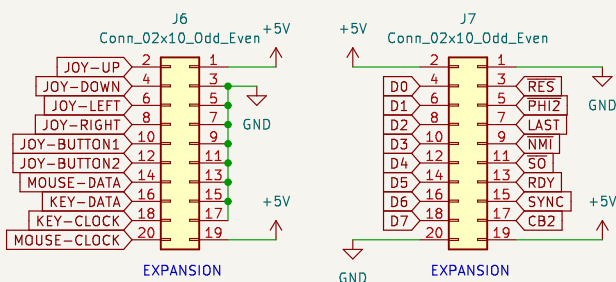 J6
Conn_02x10_Odd_Even
+5V
JOY-UP 2 1
JOY-DOWN 4 3
JOY-LEFT 6 5
JOY-RIGHT 8 7
JOY-BUTTON1 10 9
JOY-BUTTON2 12 11
MOUSE-DATA 14 13
KEY-DATA 16 15
KEY-CLOCK 18 17
MOUSE-CLOCK 20 19
GND
+5V
EXPANSION
J7
+5V
Conn_02x10_Odd_Even
2 1
D0 4 3 RES
D1 6 5 PHI2
D2 8 7 LAST
D3 10 9 NMI
D4 12 11 SO
D5 14 13 RDY
D6 16 15 SYNC
D7 18 17 CB2
20 19
GND
+5V
GND
EXPANSION